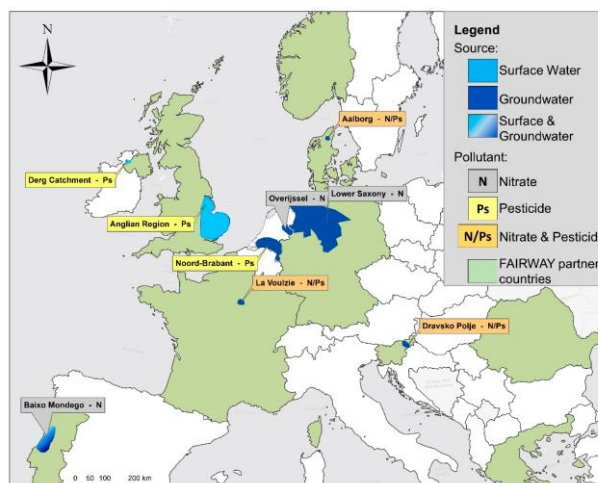 N
Legend
Source:
Surface Water
Groundwater
Surface &
Groundwater
Pollutant:
N Nitrate
Ps Pesticide
N/Ps Nitrate & Pesticide
FAIRWAY partner
countries
Aalborg - N/Ps
Derg Catchment - Ps
Overijssel - N
Lower Saxony - N
Anglian Region - Ps
Noord-Brabant - Ps
La Voulzie - N/Ps
Dravsko Polje - N/Ps
Baixo Mondego - N
0 50 100 200 km